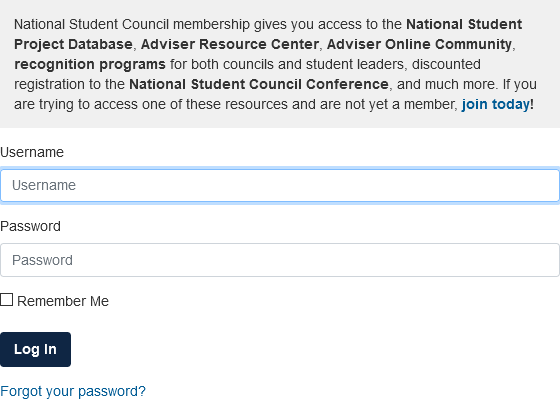 National Student Council membership gives you access to the National Student
Project Database, Adviser Resource Center, Adviser Online Community,
recognition programs for both councils and student leaders, discounted
registration to the National Student Council Conference, and much more. If you
are trying to access one of these resources and are not yet a member, join today!
Username
Username
Password
Password
Remember Me
Log In
Forgot your password?